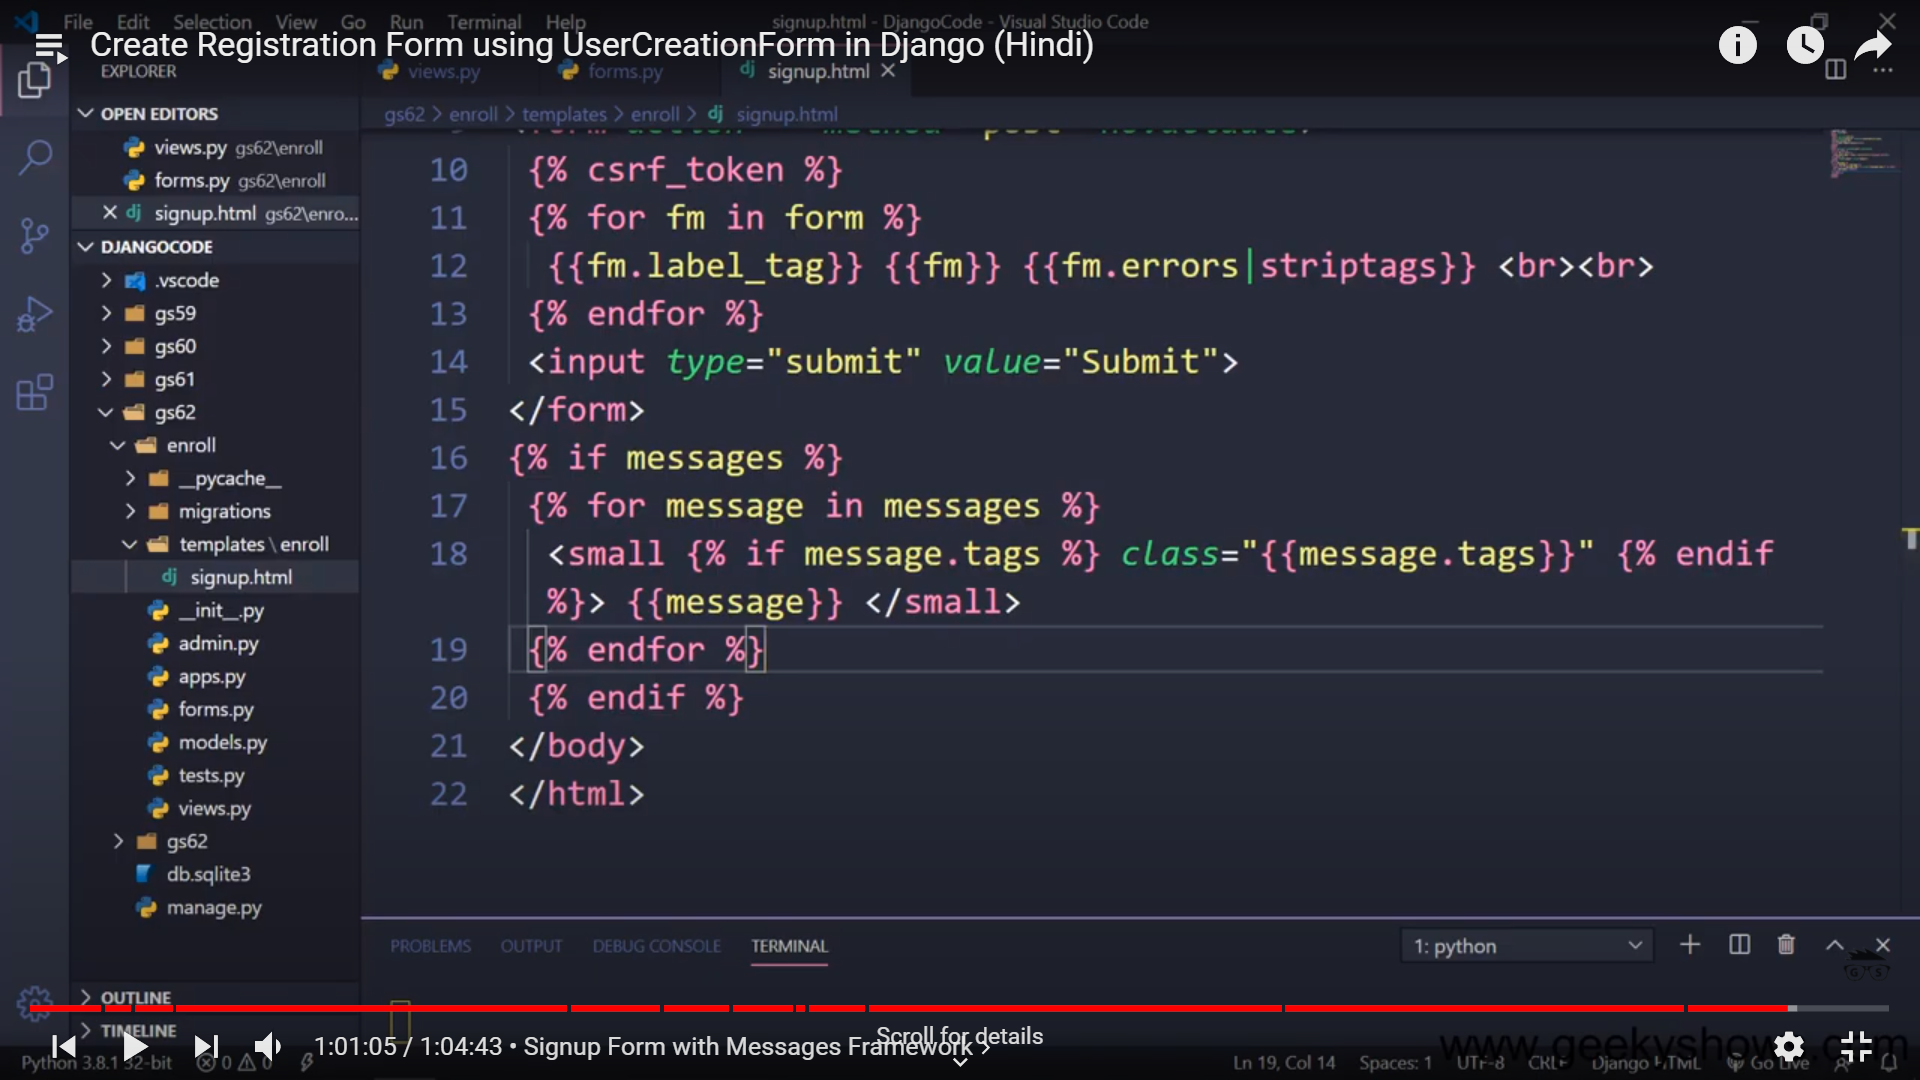 File Edit Selection View Go Run Terminal Help
signup.html - DjangoCode - Visual Studio Code
Create Registration Form using UserCreationForm in Django (Hindi)
EXPLORER
views.py forms.py signup.html
OPEN EDITORS
gs62 > enroll > templates > enroll > signup.html
views.py gs62\enroll
forms.py gs62\enroll
signup.html gs62\enro...
DJANGOCODE
.vscode
gs59
gs60
gs61
gs62
enroll
__pycache__
migrations
templates \ enroll
signup.html
__init__.py
admin.py
apps.py
forms.py
models.py
tests.py
views.py
gs62
db.sqlite3
manage.py
OUTLINE
TIMELINE
10 {% csrf_token %}
11 {% for fm in form %}
12 {{fm.label_tag}} {{fm}} {{fm.errors|striptags}} <br><br>
13 {% endfor %}
14 <input type="submit" value="Submit">
15 </form>
16 {% if messages %}
17 {% for message in messages %}
18 <small {% if message.tags %} class="{{message.tags}}" {% endif
%}> {{message}} </small>
19 {% endfor %}
20 {% endif %}
21 </body>
22 </html>
PROBLEMS OUTPUT DEBUG CONSOLE TERMINAL
1: python
1:01:05 / 1:04:43 • Signup Form with Messages Framework
Scroll for details
Python 3.8.1 32-bit 0 0
Ln 19, Col 14 Spaces: 1 UTF-8 CRLF Django HTML Go Live